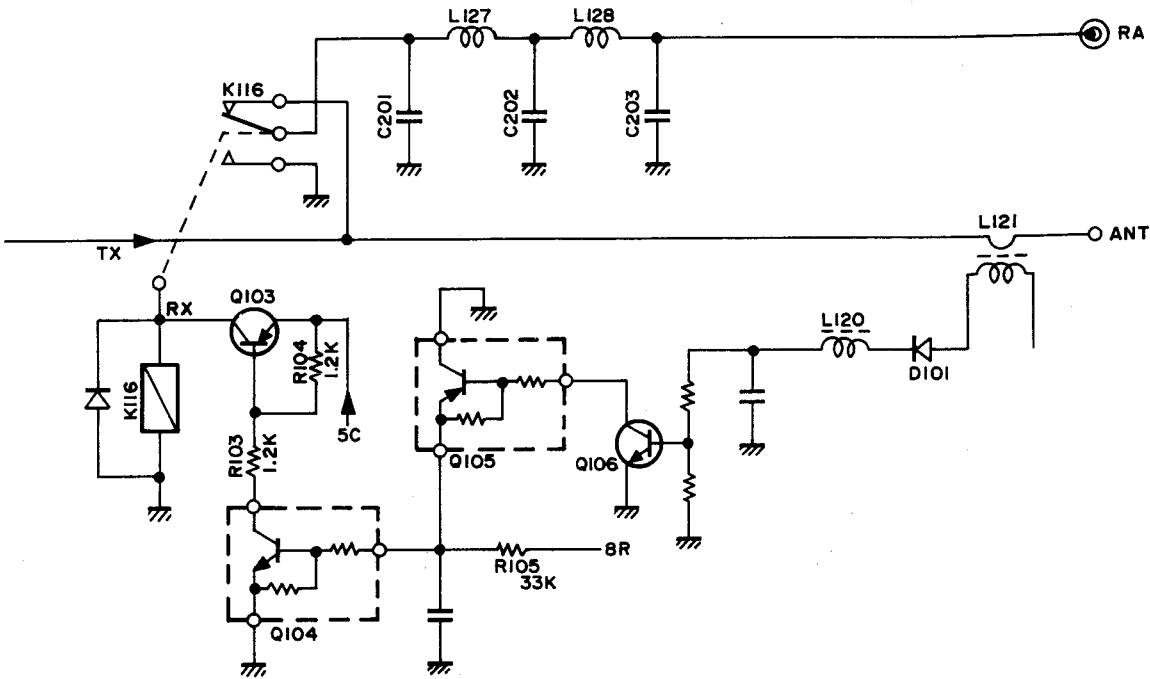 L127
L128
RA
K116
C201
C202
C203
TX
L121
ANT
RX
Q103
R104
1.2K
L120
D101
K116
5C
R103
1.2K
Q105
Q106
8R
R105
33K
Q104